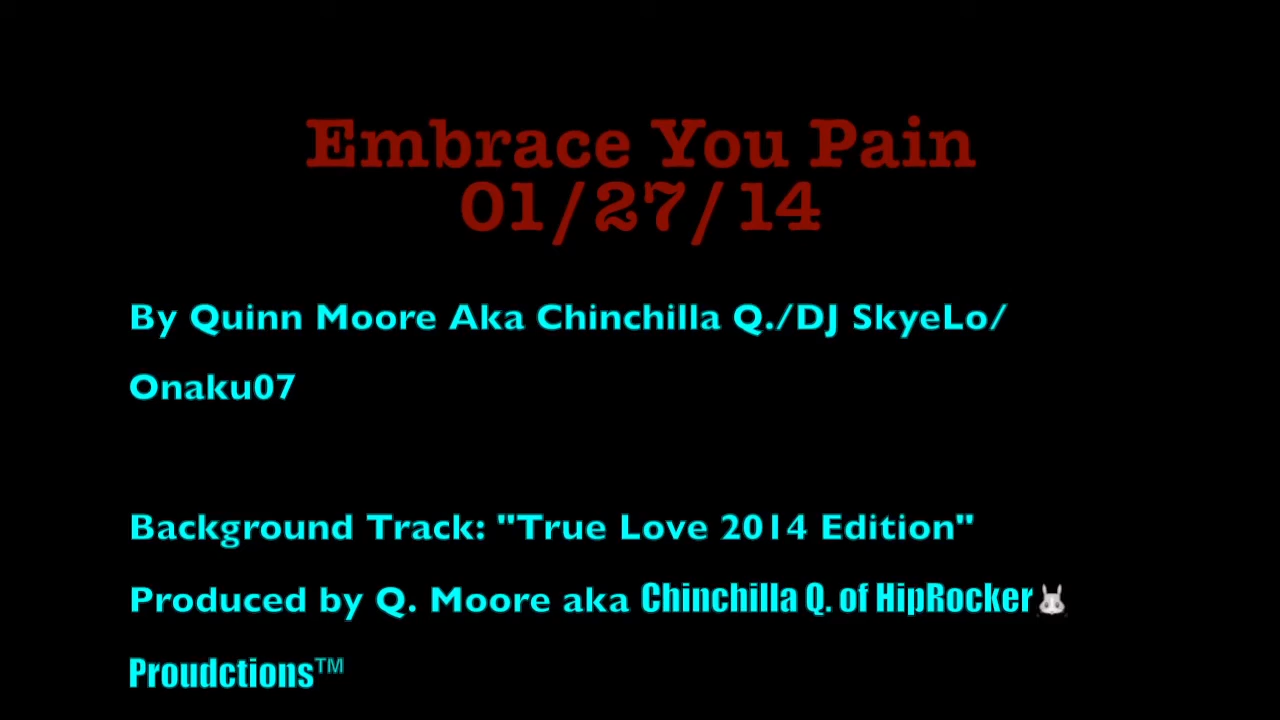 Embrace You Pain
01/27/14
By Quinn Moore Aka Chinchilla Q./DJ SkyeLo/
Onaku07
Background Track: "True Love 2014 Edition"
Produced by Q. Moore aka Chinchilla Q. of HipRocker🐰
Proudctions™